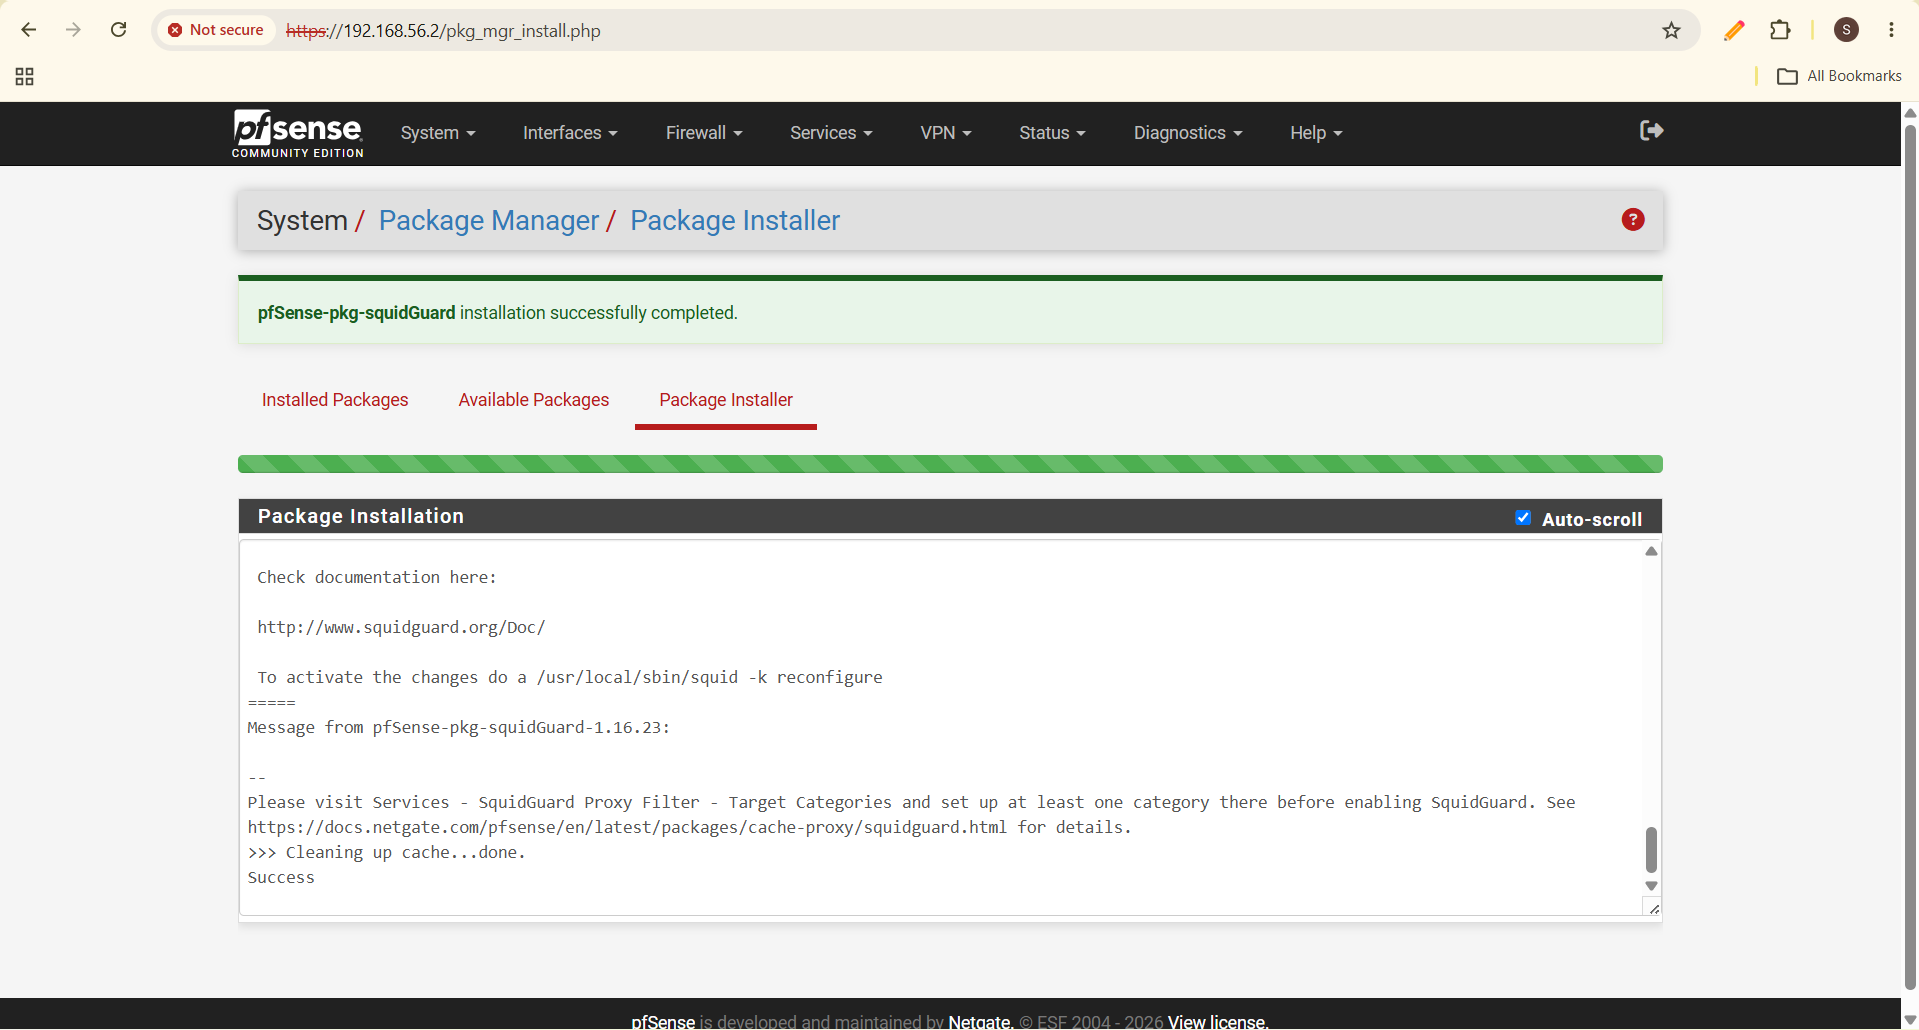 Not secure https://192.168.56.2/pkg_mgr_install.php S
All Bookmarks
pfsense
COMMUNITY EDITION
System Interfaces Firewall Services VPN Status Diagnostics Help
System / Package Manager / Package Installer ?
pfSense-pkg-squidGuard installation successfully completed.
Installed Packages Available Packages Package Installer
Package Installation Auto-scroll
Check documentation here:
http://www.squidguard.org/Doc/
To activate the changes do a /usr/local/sbin/squid -k reconfigure
=====
Message from pfSense-pkg-squidGuard-1.16.23:
--
Please visit Services - SquidGuard Proxy Filter - Target Categories and set up at least one category there before enabling SquidGuard. See
https://docs.netgate.com/pfsense/en/latest/packages/cache-proxy/squidguard.html for details.
>>> Cleaning up cache...done.
Success
pfSense is developed and maintained by Netgate. © ESF 2004 - 2026 View license.